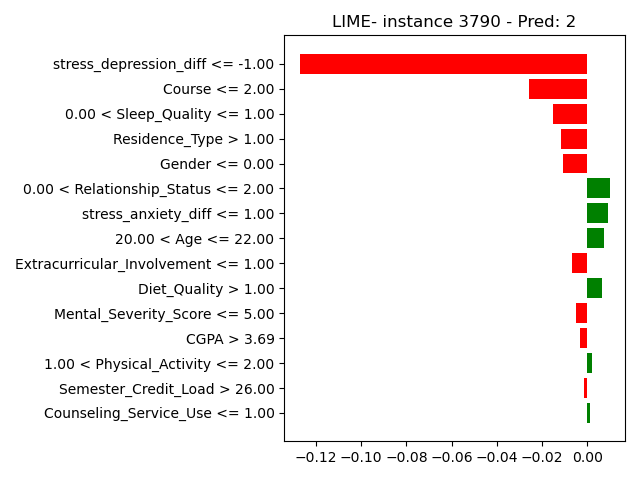 LIME- instance 3790 - Pred: 2
stress_depression_diff <= -1.00
Course <= 2.00
0.00 < Sleep_Quality <= 1.00
Residence_Type > 1.00
Gender <= 0.00
0.00 < Relationship_Status <= 2.00
stress_anxiety_diff <= 1.00
20.00 < Age <= 22.00
Extracurricular_Involvement <= 1.00
Diet_Quality > 1.00
Mental_Severity_Score <= 5.00
CGPA > 3.69
1.00 < Physical_Activity <= 2.00
Semester_Credit_Load > 26.00
Counseling_Service_Use <= 1.00
−0.12 −0.10 −0.08 −0.06 −0.04 −0.02 0.00